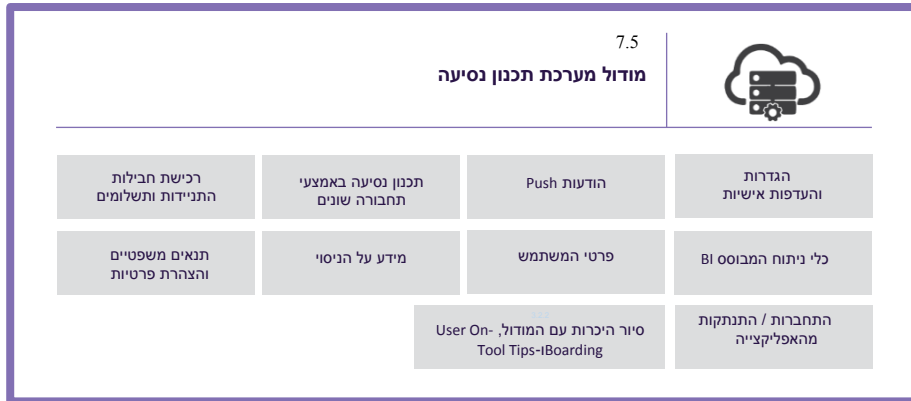 7.5
מודול מערכת תכנון נסיעה
הגדרות
והעדפות אישיות
הודעות Push
תכנון נסיעה באמצעי
תחבורה שונים
רכישת חבילות
התניידות ותשלומים
כלי ניתוח המבוסס BI
פרטי המשתמש
מידע על הניסוי
תנאים משפטיים
והצהרת פרטיות
התחברות / התנתקות
מהאפליקצייה
סיור היכרות עם המודול, User On-
Boardingו-Tool Tips